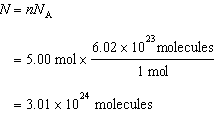 N = nN_A
= 5.00 mol × 6.02 × 10^23 molecules / 1 mol
= 3.01 × 10^24 molecules